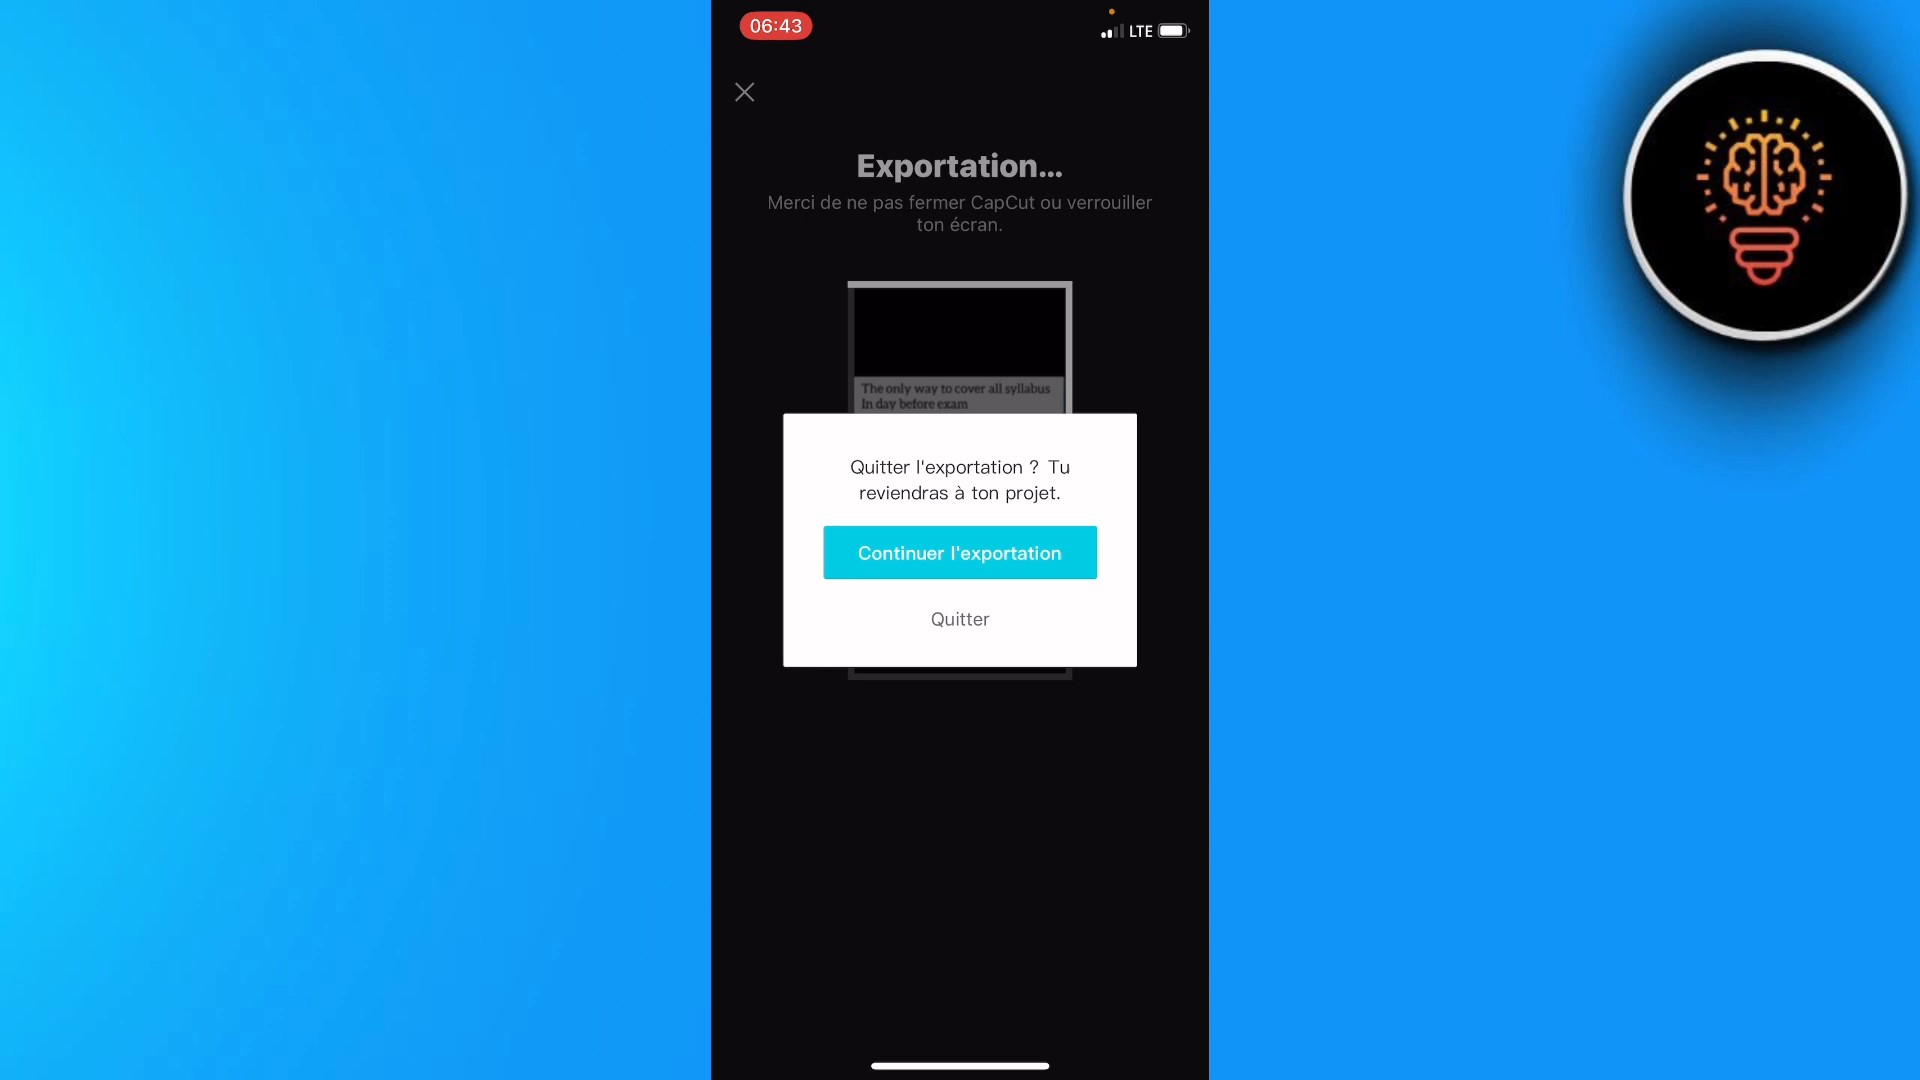 06:43
LTE
Exportation...
Merci de ne pas fermer CapCut ou verrouiller
ton écran.
The only way to cover all syllabus
In day before exam
Quitter l'exportation ? Tu
reviendras à ton projet.
Continuer l'exportation
Quitter